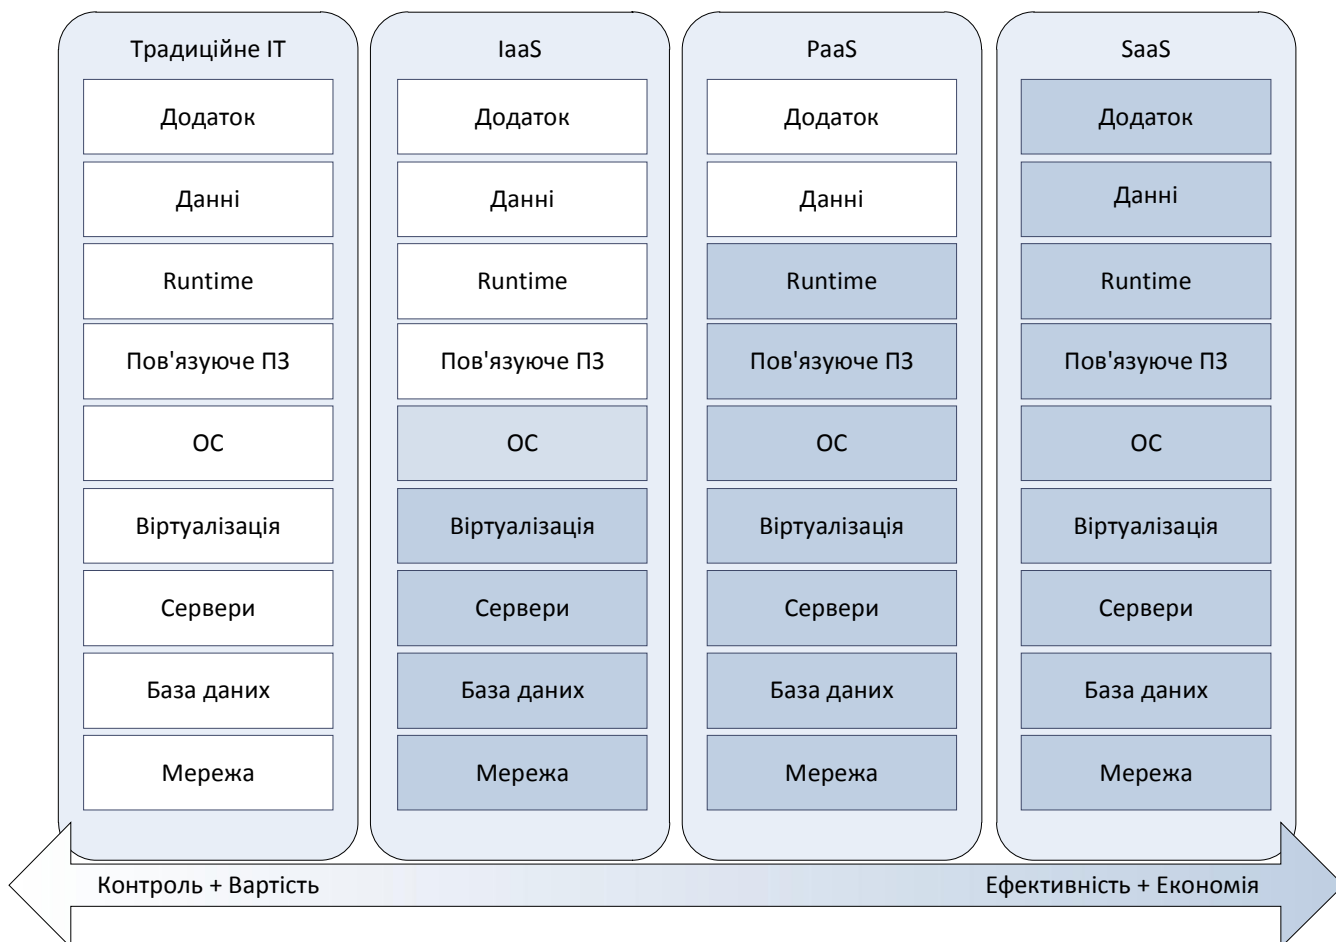 Традиційне ІТ
Додаток
Данні
Runtime
Пов'язуюче ПЗ
ОС
Віртуалізація
Сервери
База даних
Мережа
IaaS
Додаток
Данні
Runtime
Пов'язуюче ПЗ
ОС
Віртуалізація
Сервери
База даних
Мережа
PaaS
Додаток
Данні
Runtime
Пов'язуюче ПЗ
ОС
Віртуалізація
Сервери
База даних
Мережа
SaaS
Додаток
Данні
Runtime
Пов'язуюче ПЗ
ОС
Віртуалізація
Сервери
База даних
Мережа
Контроль + Вартість
Ефективність + Економія